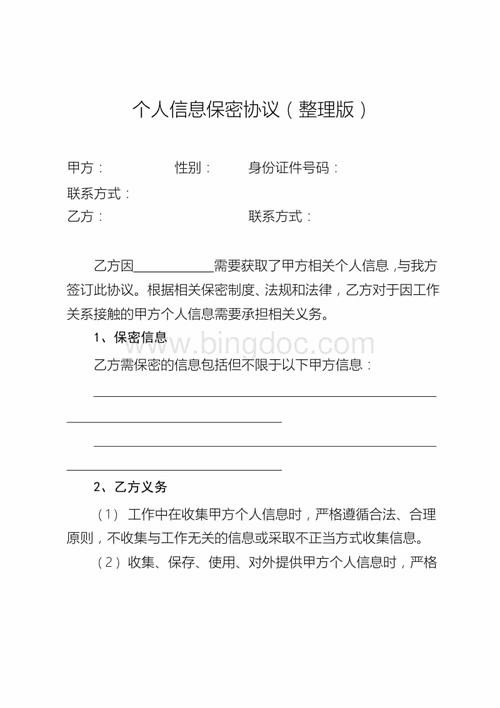 个人信息保密协议（整理版）
甲方： 性别： 身份证件号码：
联系方式：
乙方： 联系方式：
乙方因____________需要获取了甲方相关个人信息，与我方
签订此协议。根据相关保密制度、法规和法律，乙方对于因工作
关系接触的甲方个人信息需要承担相关义务。
1、保密信息
www.bingdoc.com
乙方需保密的信息包括但不限于以下甲方信息：
2、乙方义务
（1）工作中在收集甲方个人信息时，严格遵循合法、合理
原则，不收集与工作无关的信息或采取不正当方式收集信息。
（2）收集、保存、使用、对外提供甲方个人信息时，严格